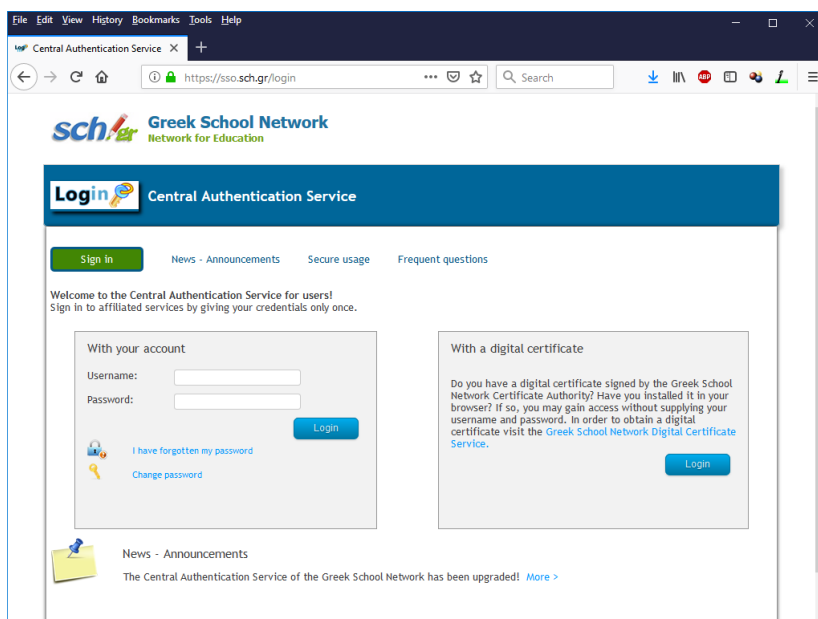 File Edit View History Bookmarks Tools Help
Central Authentication Service
https://sso.sch.gr/login
Search
ABP
sch.gr
Greek School Network
Network for Education
Login
Central Authentication Service
Sign in
News - Announcements
Secure usage
Frequent questions
Welcome to the Central Authentication Service for users!
Sign in to affiliated services by giving your credentials only once.
With your account
Username:
Password:
Login
I have forgotten my password
Change password
With a digital certificate
Do you have a digital certificate signed by the Greek School
Network Certificate Authority? Have you installed it in your
browser? If so, you may gain access without supplying your
username and password. In order to obtain a digital
certificate visit the Greek School Network Digital Certificate
Service.
Login
News - Announcements
The Central Authentication Service of the Greek School Network has been upgraded! More >